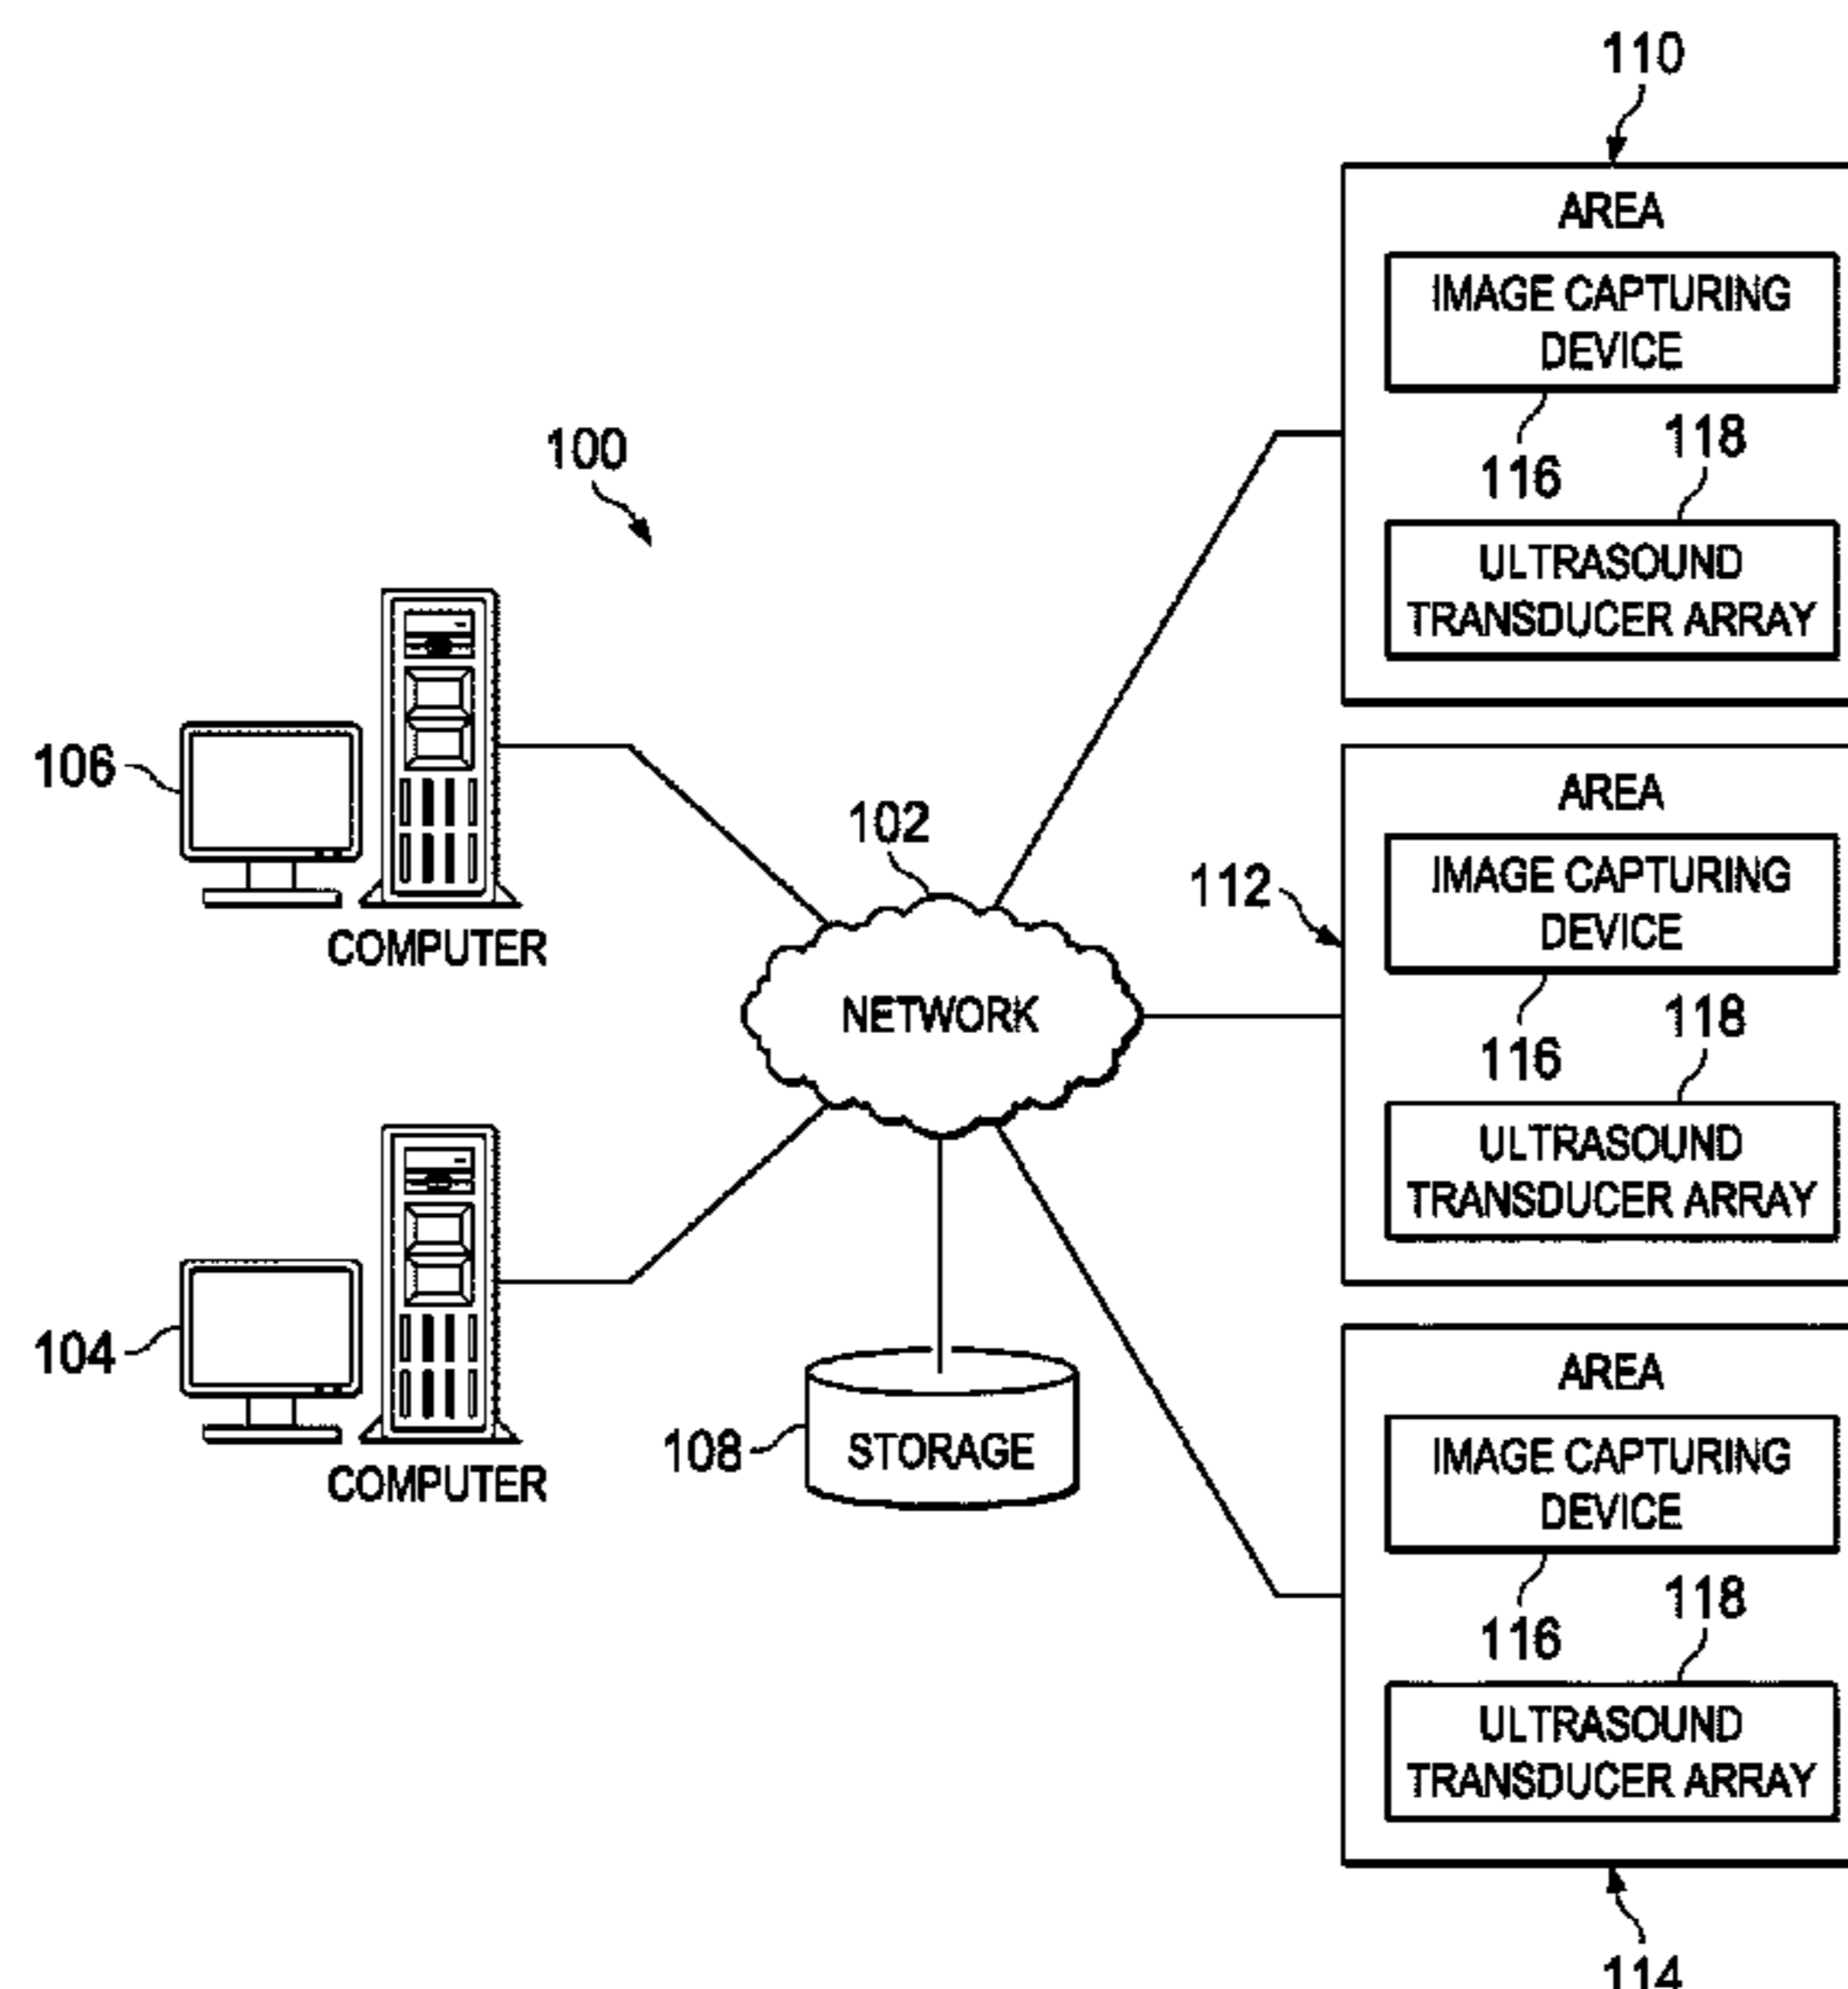 110
AREA
IMAGE CAPTURING
DEVICE
116
118
ULTRASOUND
TRANSDUCER ARRAY
100
106
COMPUTER
102
NETWORK
112
AREA
IMAGE CAPTURING
DEVICE
116
118
ULTRASOUND
TRANSDUCER ARRAY
104
COMPUTER
108
STORAGE
AREA
IMAGE CAPTURING
DEVICE
116
118
ULTRASOUND
TRANSDUCER ARRAY
114